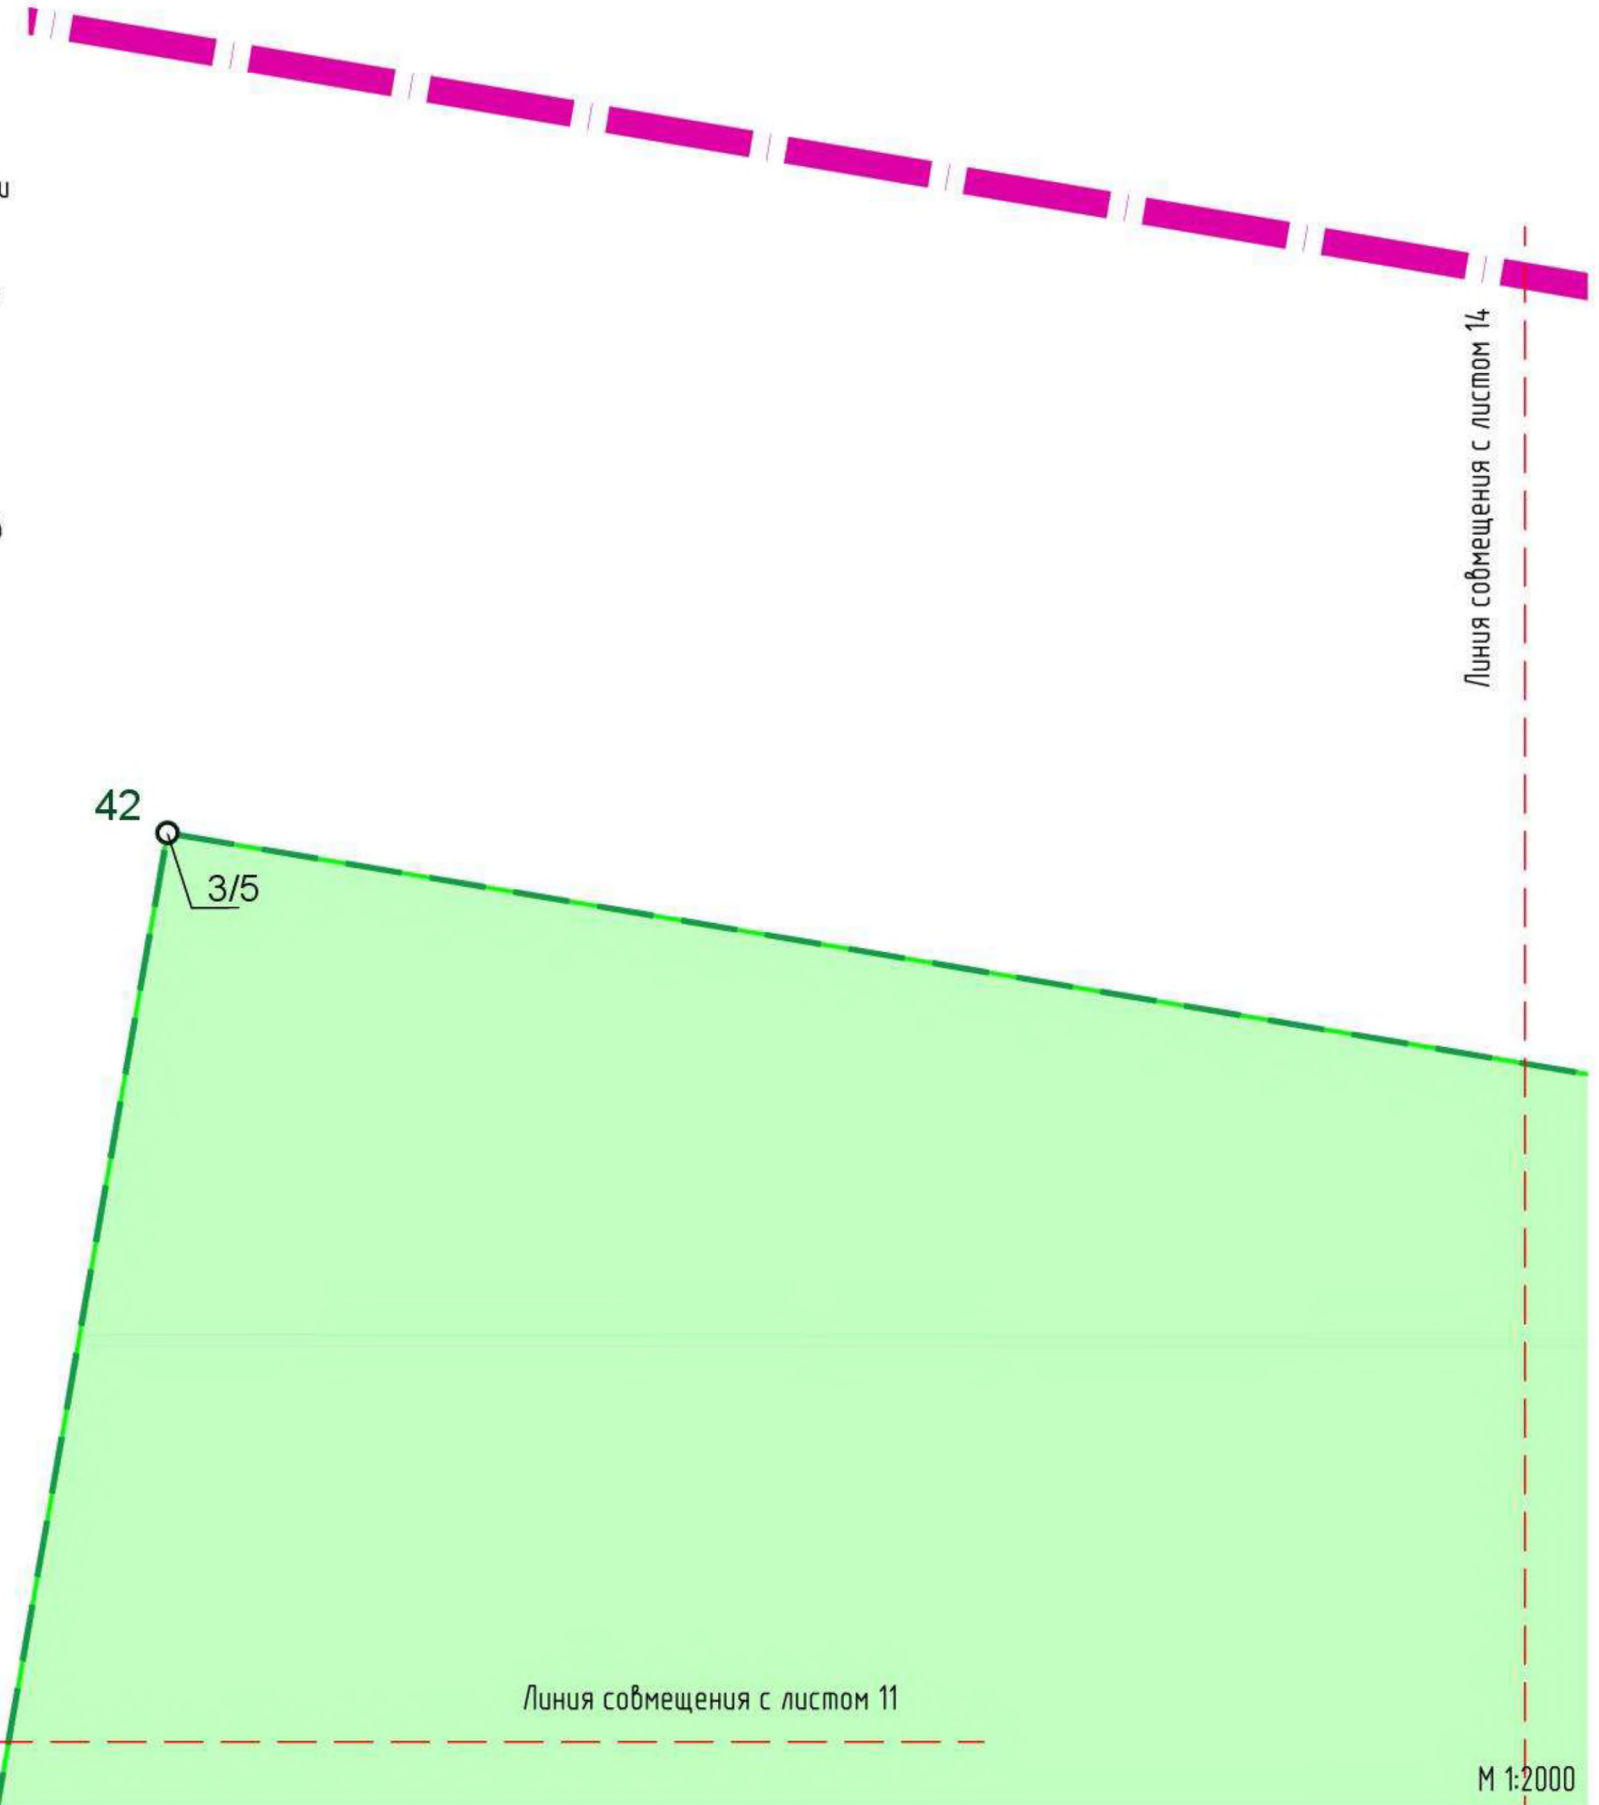 Линия совмещения с листом 14
42
3/5
Линия совмещения с листом 11
М 1:2000